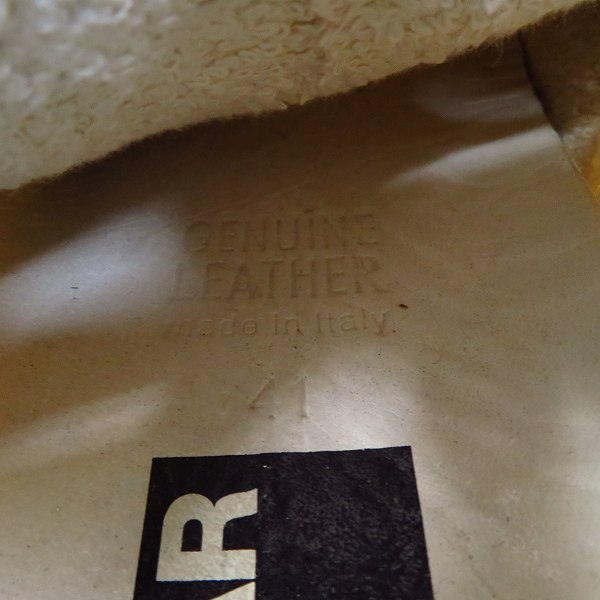 GENUINE
LEATHER
made in Italy.
41
AR